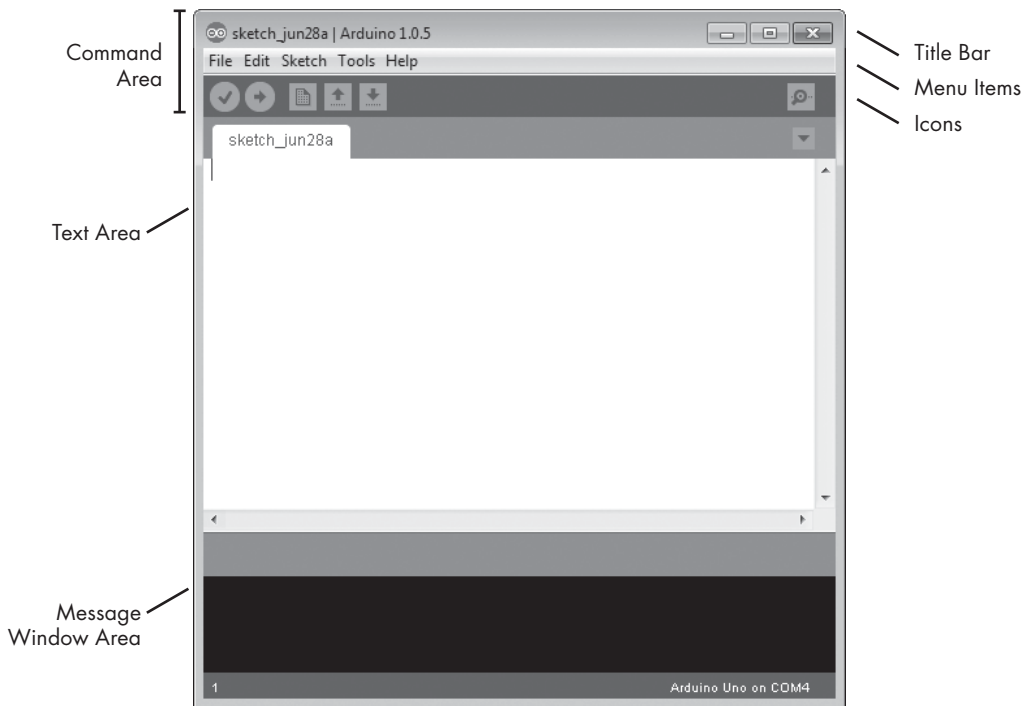 sketch_jun28a | Arduino 1.0.5
Command
Area
Title Bar
File Edit Sketch Tools Help
Menu Items
Icons
sketch_jun28a
Text Area
Message
Window Area
1
Arduino Uno on COM4